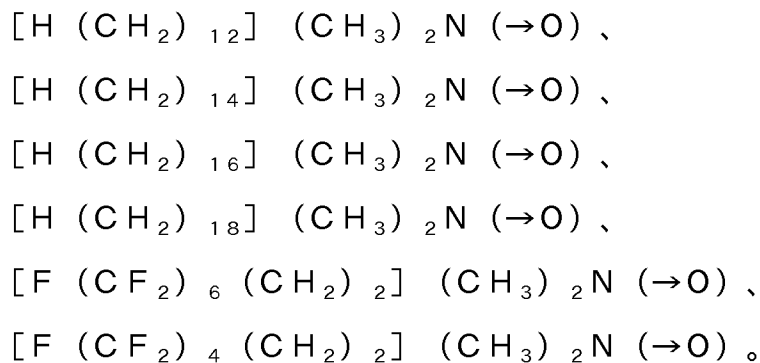 [H (CH₂) ₁₂] (CH₃) ₂N (→O) 、
[H (CH₂) ₁₄] (CH₃) ₂N (→O) 、
[H (CH₂) ₁₆] (CH₃) ₂N (→O) 、
[H (CH₂) ₁₈] (CH₃) ₂N (→O) 、
[F (CF₂) ₆ (CH₂) ₂] (CH₃) ₂N (→O) 、
[F (CF₂) ₄ (CH₂) ₂] (CH₃) ₂N (→O) 。